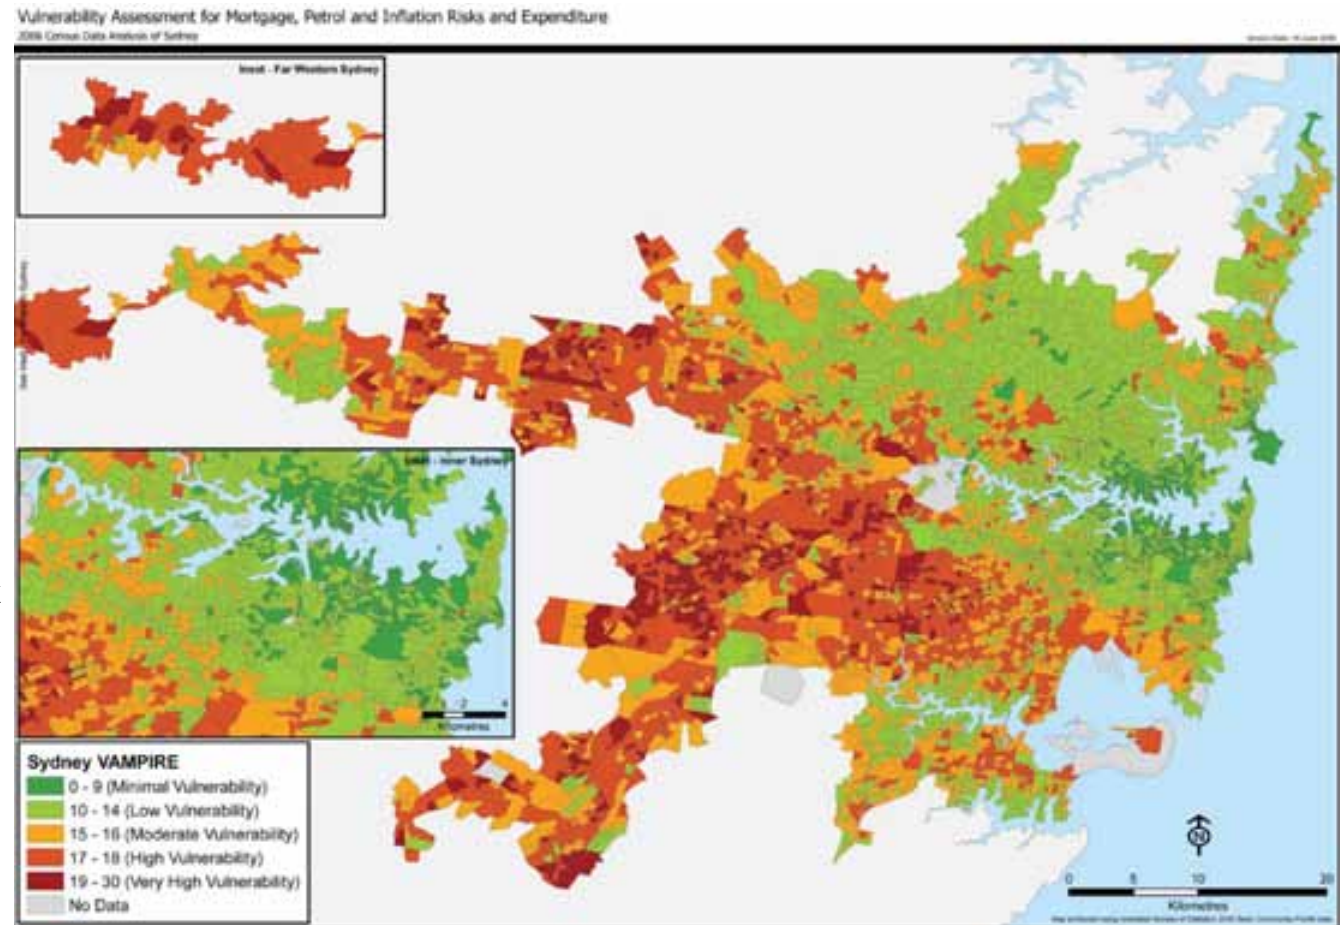 Vulnerability Assessment for Mortgage, Petrol and Inflation Risks and Expenditure
2006 Census Data Analysis of Sydney
Inset - Far Western Sydney
Inset - Inner Sydney
4
Kilometres
Sydney VAMPIRE
0 - 9 (Minimal Vulnerability)
10 - 14 (Low Vulnerability)
15 - 16 (Moderate Vulnerability)
17 - 18 (High Vulnerability)
19 - 30 (Very High Vulnerability)
No Data
N
0 5 10 20
Kilometres